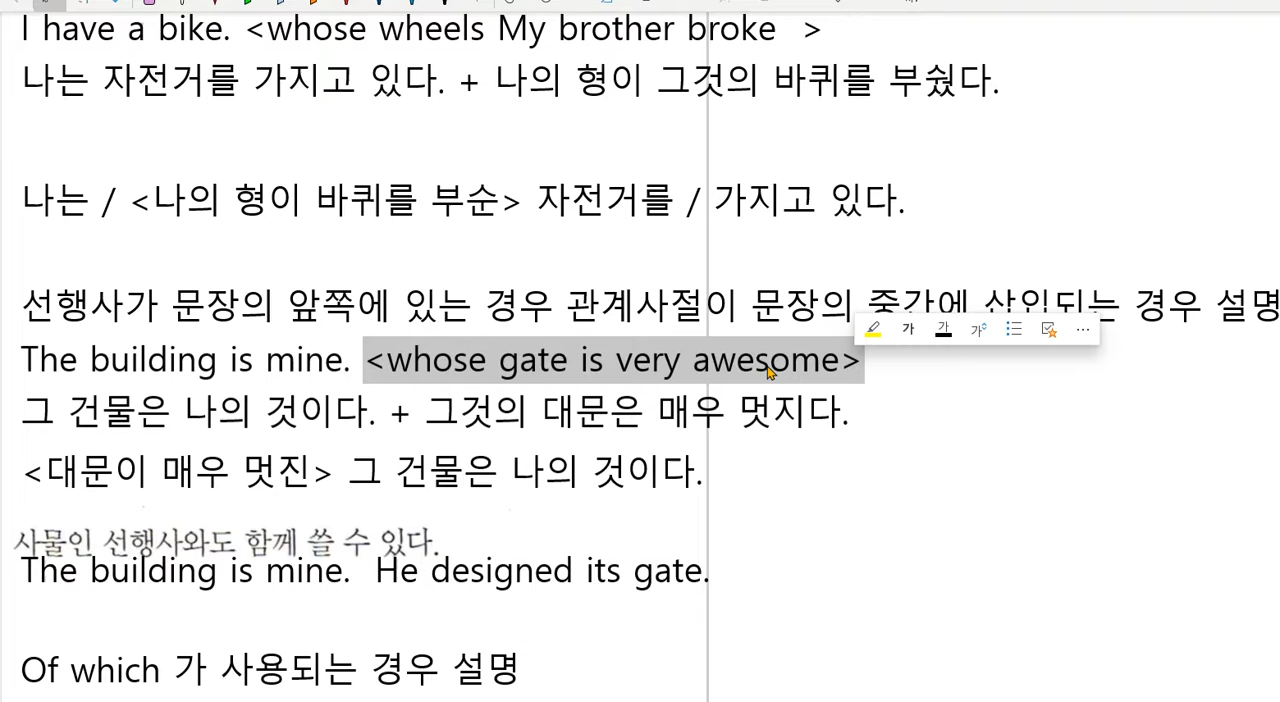 I have a bike. <whose wheels My brother broke >
나는 자전거를 가지고 있다. + 나의 형이 그것의 바퀴를 부쉈다.
나는 / <나의 형이 바퀴를 부순> 자전거를 / 가지고 있다.
선행사가 문장의 앞쪽에 있는 경우 관계사절이 문장의 중간에 삽입되는 경우 설명
가 가 가
The building is mine. <whose gate is very awesome>
그 건물은 나의 것이다. + 그것의 대문은 매우 멋지다.
<대문이 매우 멋진> 그 건물은 나의 것이다.
사물인 선행사와도 함께 쓸 수 있다.
The building is mine. He designed its gate.
Of which 가 사용되는 경우 설명